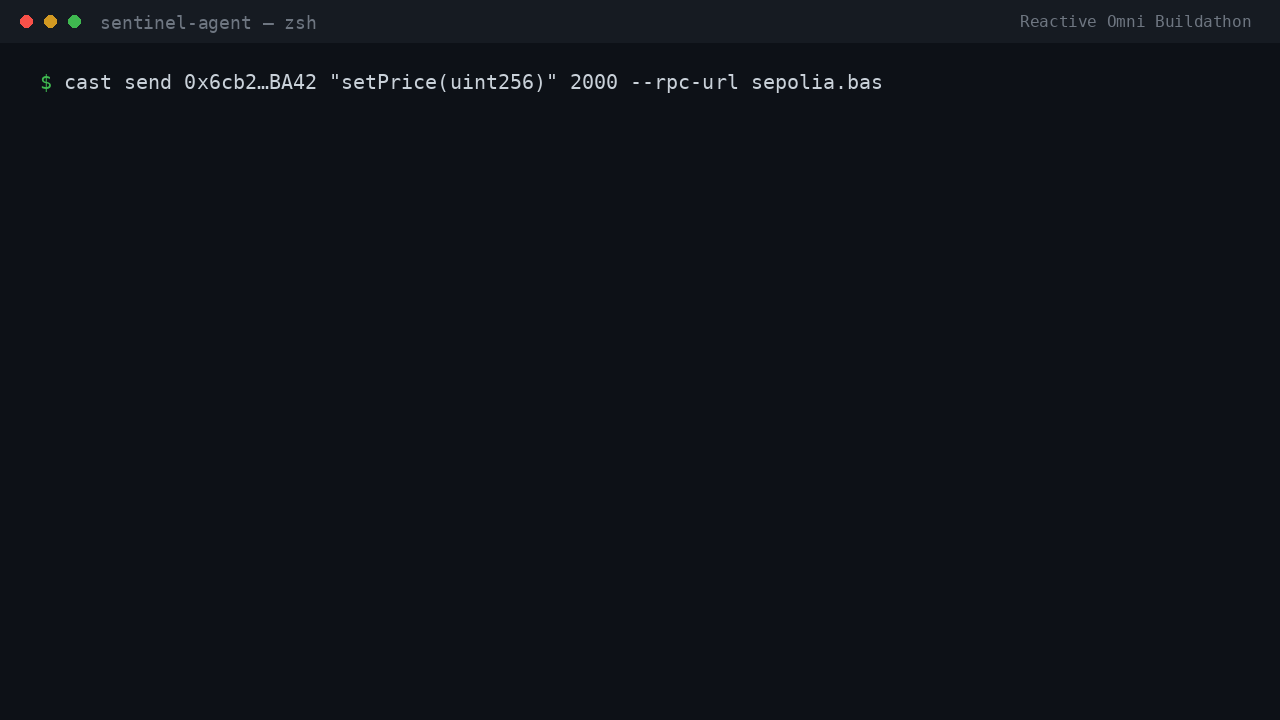 sentinel-agent — zsh
Reactive Omni Buildathon
$ cast send 0x6cb2…BA42 "setPrice(uint256)" 2000 --rpc-url sepolia.bas